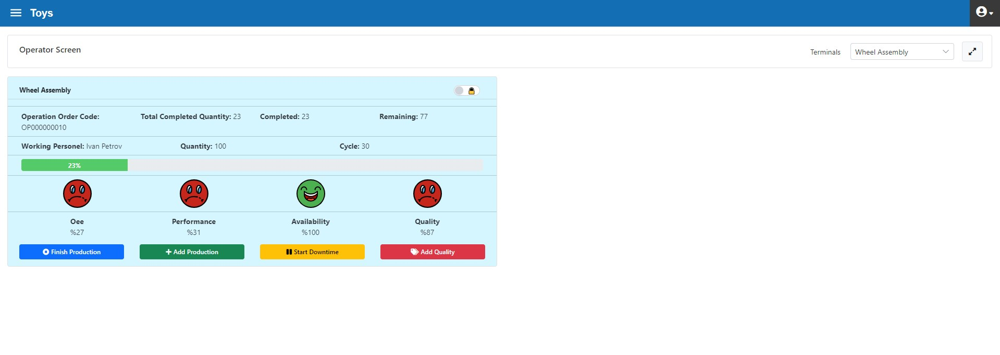 Toys
Operator Screen
Terminals Wheel Assembly
Wheel Assembly
Operation Order Code: Total Completed Quantity: 23 Completed: 23 Remaining: 77
OP000000010
Working Personel: Ivan Petrov Quantity: 100 Cycle: 30
23%
Oee Performance Availability Quality
%27 %31 %100 %87
Finish Production Add Production Start Downtime Add Quality